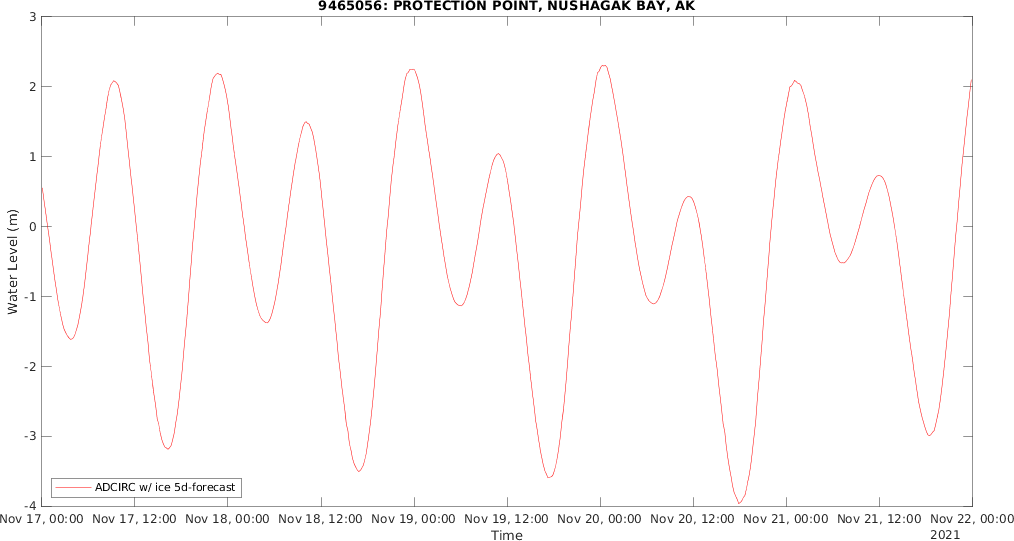 9465056: PROTECTION POINT, NUSHAGAK BAY, AK
3
2
1
0
-1
-2
-3
-4
Water Level (m)
ADCIRC w/ ice 5d-forecast
Nov 17, 00:00 Nov 17, 12:00 Nov 18, 00:00 Nov 18, 12:00 Nov 19, 00:00 Nov 19, 12:00 Nov 20, 00:00 Nov 20, 12:00 Nov 21, 00:00 Nov 21, 12:00 Nov 22, 00:00
Time
2021